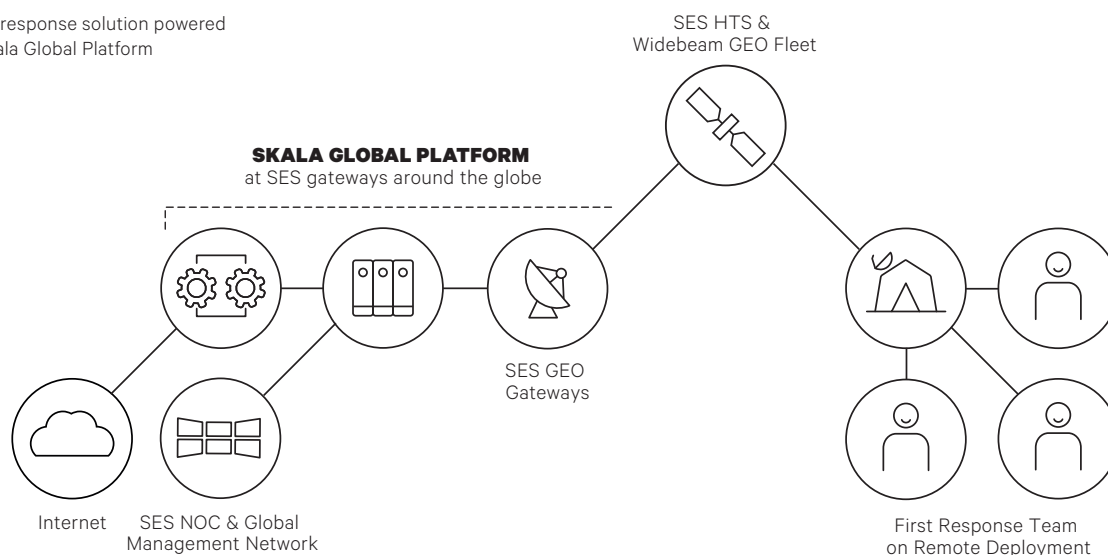 response solution powered
Global Platform
SES HTS &
Widebeam GEO Fleet
SKALA GLOBAL PLATFORM
at SES gateways around the globe
SES GEO
Gateways
Internet
SES NOC & Global
Management Network
First Response Team
on Remote Deployment